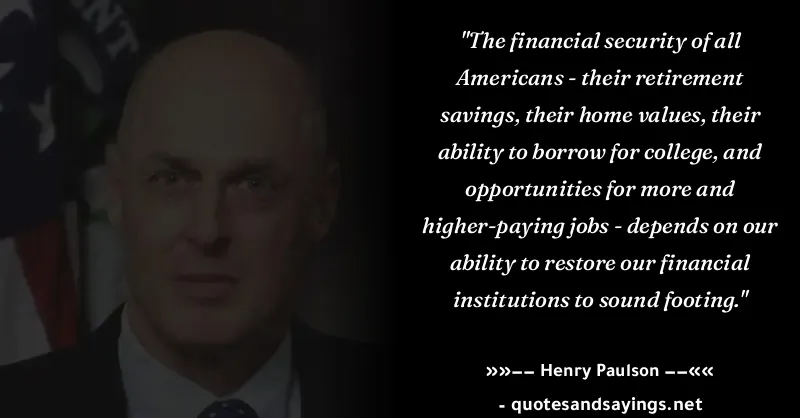 ENT
"The financial security of all
Americans - their retirement
savings, their home values, their
ability to borrow for college, and
opportunities for more and
higher-paying jobs - depends on our
ability to restore our financial
institutions to sound footing."
»»−− Henry Paulson −−««
- quotesandsayings.net